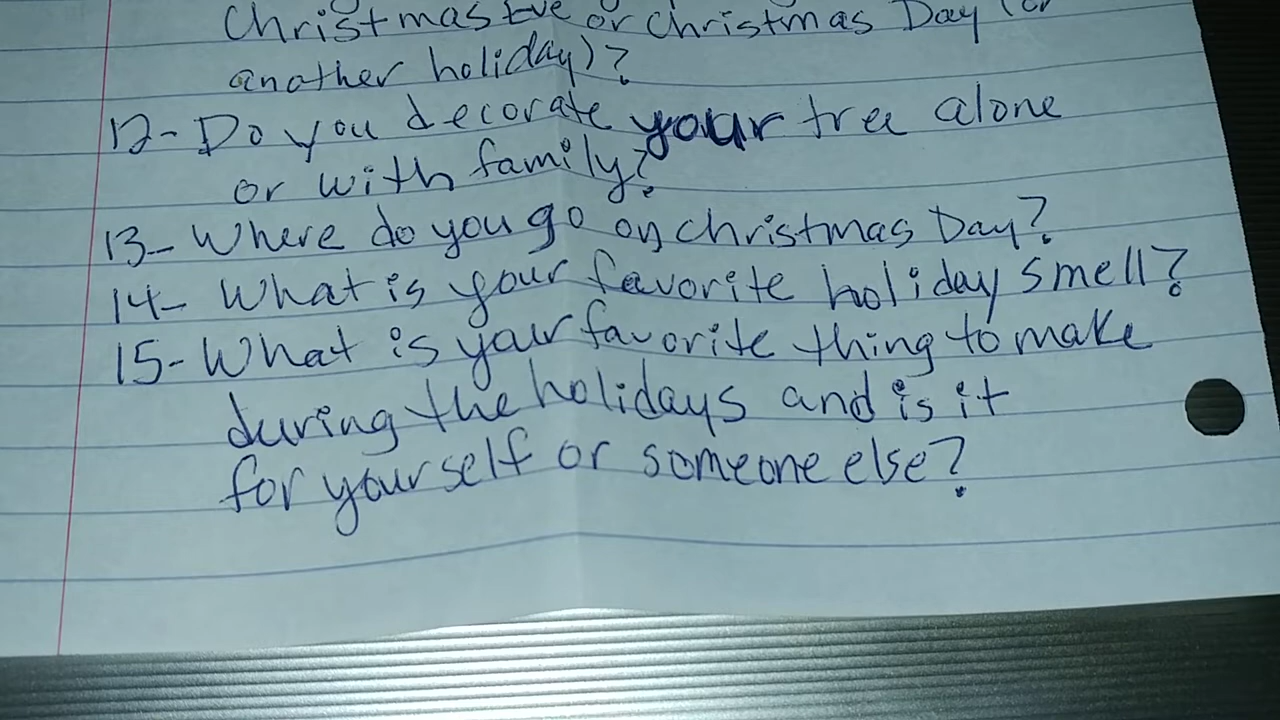 Christmas Eve or Christmas Day (or
another holiday)?
12- Do you decorate your tree alone
or with family?
13- Where do you go on Christmas Day?
14- What is your favorite holiday smell?
15- What is your favorite thing to make
during the holidays and is it
for yourself or someone else?